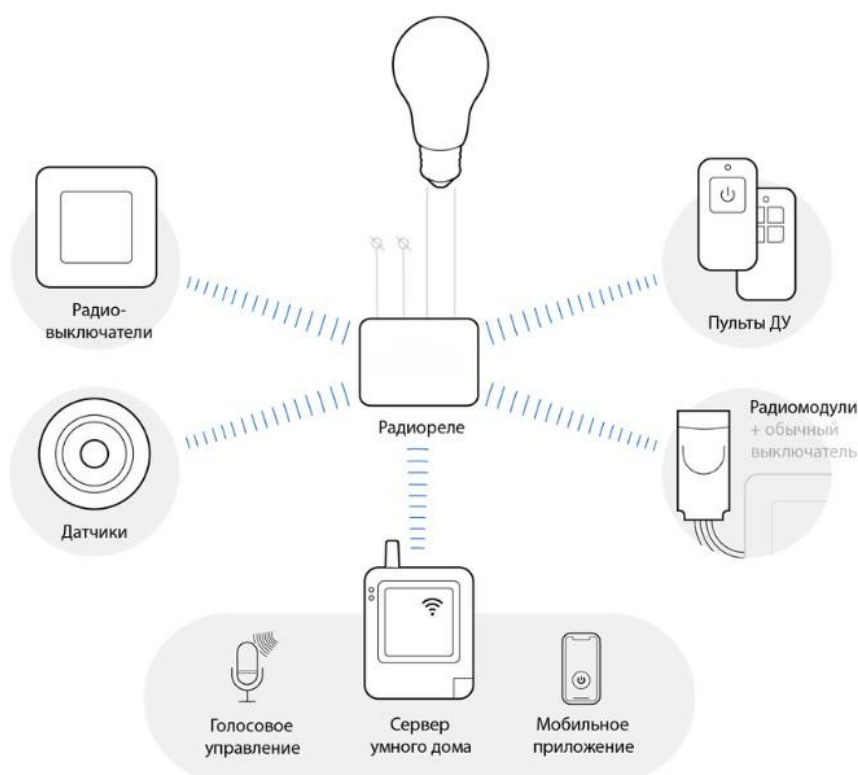 Радио-
выключатели
Пульты ДУ
Радиореле
Радиомодули
+ обычный
выключатель
Датчики
Голосовое
управление
Сервер
умного дома
Мобильное
приложение